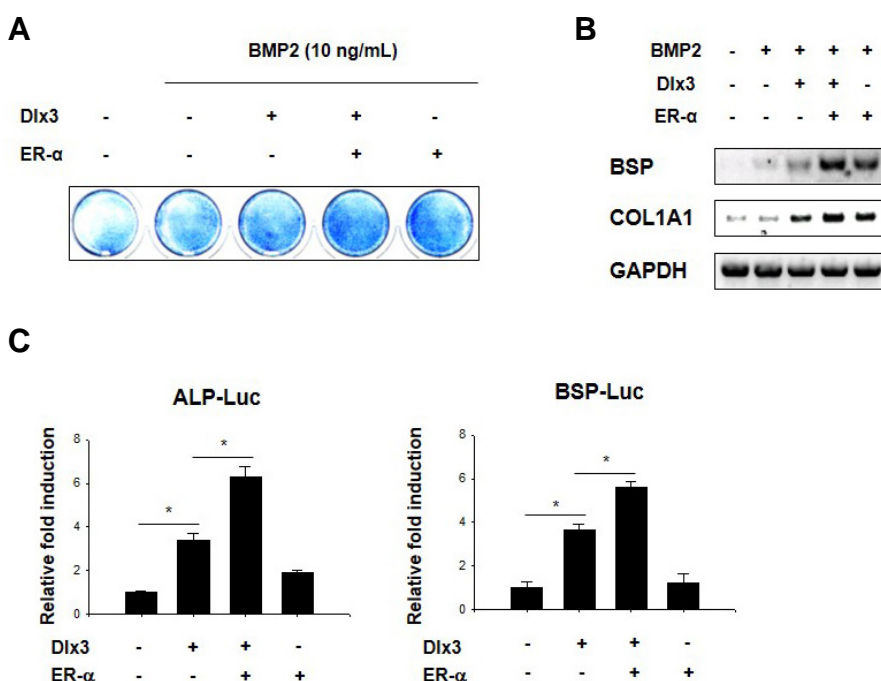 A
BMP2 (10 ng/mL)
Dlx3 - - + + -
ER-α - - - + +
B
BMP2 - + + + +
Dlx3 - - + + -
ER-α - - - + +
BSP
COL1A1
GAPDH
C
ALP-Luc
Relative fold induction
8
6
4
2
0
*
*
Dlx3 - + + -
ER-α - - + +
BSP-Luc
Relative fold induction
8
6
4
2
0
*
*
Dlx3 - + + -
ER-α - - + +